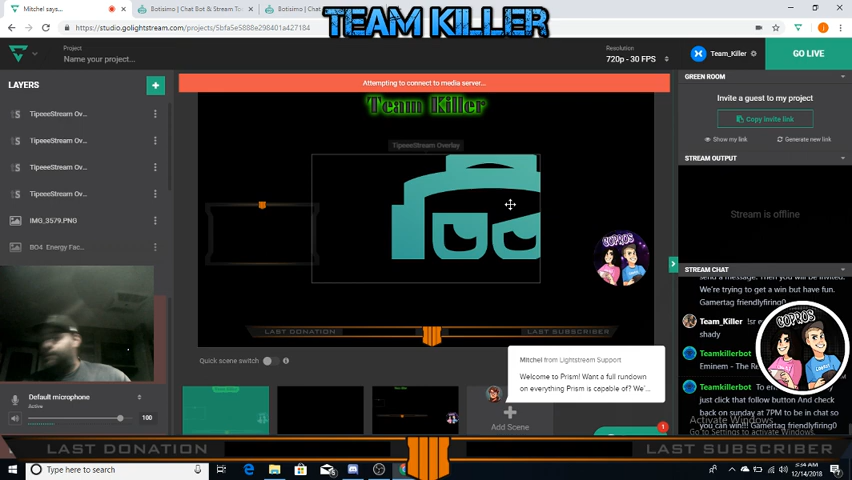 Mitchel says...
Botisimo | Chat Bot & Stream To...
Botisimo | Cha
TEAM KILLER
https://studio.golightstream.com/projects/5bfa5e5888e298401a427184
Project
Name your project...
Resolution
720p - 30 FPS
Team_Killer
GO LIVE
LAYERS
Attempting to connect to media server...
GREEN ROOM
Team Killer
Invite a guest to my project
Copy invite link
TipeeeStream Ov...
TipeeeStream Ov...
TipeeeStream Ov...
TipeeeStream Ov...
TipeeeStream Overlay
Show my link
Generate new link
STREAM OUTPUT
Stream is offline
IMG_3579.PNG
BO4 Energy Fac...
COPROS
STREAM CHAT
send a message. Then you will be invited.
We're trying to get a win but have fun.
Gamertag friendlyfiring0
Team_Killer !sr
shady
COPROS
LAST DONATION
LAST SUBSCRIBER
Teamkillerbot
Eminem - The Re
Quick scene switch
Mitchel from Lightstream Support
Welcome to Prism! Want a full rundown
on everything Prism is capable of? We'...
Teamkillerbot To e
just click that follow button And check
back on sunday at 7PM to be in chat so
you can win!! Gamertag friendlyfiring0
Default microphone
Active
100
Add Scene
1
Activate Windows
Go to Settings to activate Windows.
LAST DONATION
LAST SUBSCRIBER
Type here to search
5:34 AM
12/14/2018